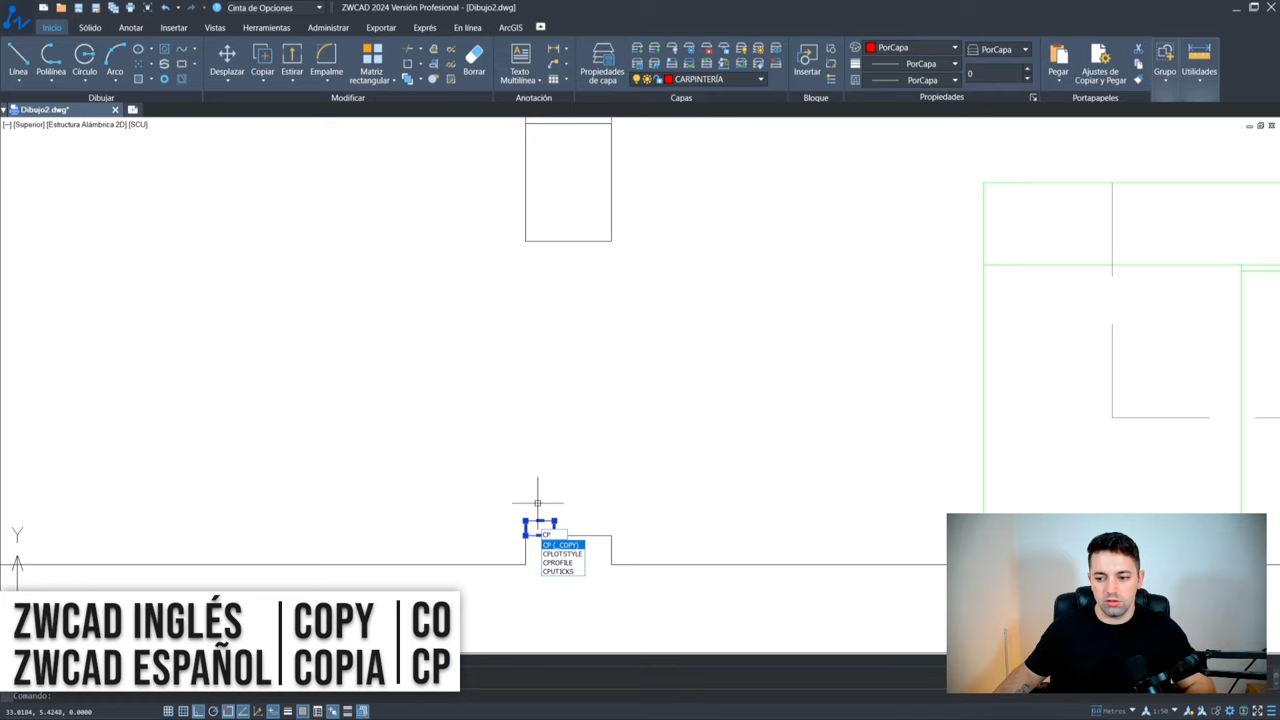 Cinta de Opciones
ZWCAD 2024 Versión Profesional - [Dibujo2.dwg]
Inicio
Sólido
Anotar
Insertar
Vistas
Herramientas
Administrar
Exportar
Exprés
En línea
ArcGIS
Línea
Polilínea
Círculo
Arco
Desplazar
Copiar
Estirar
Empalme
Matriz
rectangular
Borrar
Texto
Multilínea
Propiedades
de capa
CARPINTERÍA
Insertar
PorCapa
PorCapa
PorCapa
PorCapa
0
Pegar
Ajustes de
Copiar y Pegar
Grupo
Utilidades
Dibujar
Modificar
Anotación
Capas
Bloque
Propiedades
Portapapeles
Dibujo2.dwg*
[−] [Superior] [Estructura Alámbrica 2D] [SCU]
CP
CP (_COPY)
CPLOTSTYLE
CPROFILE
CPUTICKS
Y
ZWCAD INGLÉS | COPY | CO
ZWCAD ESPAÑOL | COPIA | CP
Comando:
33.0184, 5.4248, 0.0000
Metros
1:50